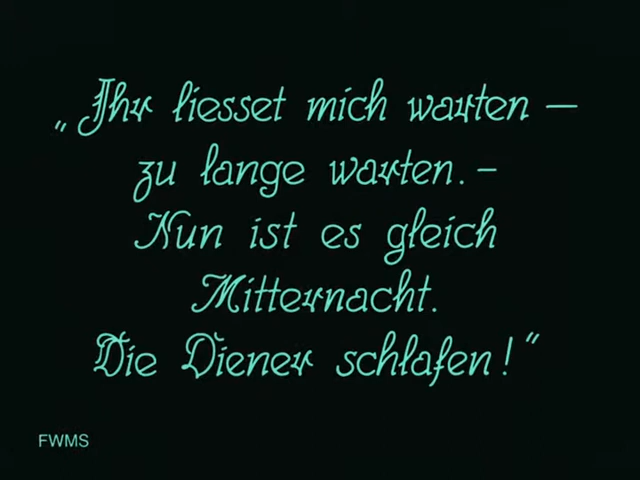 „Ihr liesset mich warten —
zu lange warten. –
Nun ist es gleich
Mitternacht.
Die Diener schlafen!“
FWMS